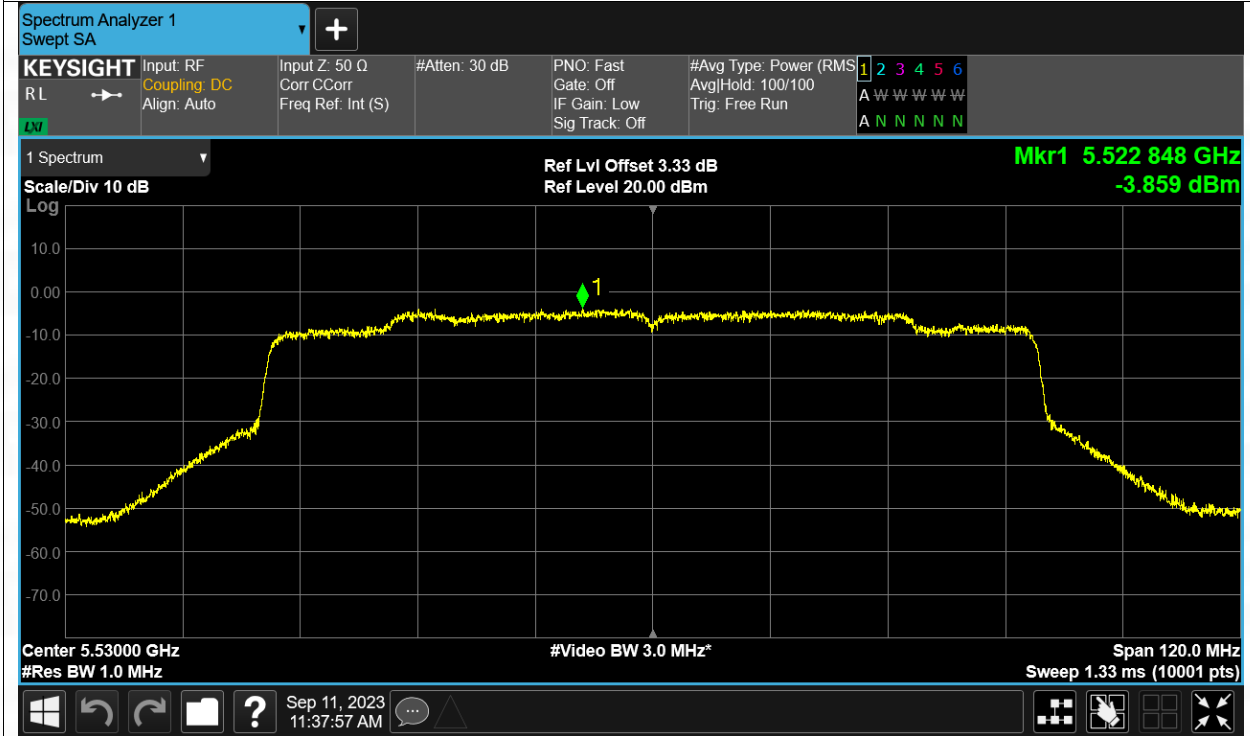 Spectrum Analyzer 1
Swept SA
+
KEYSIGHT
R L
LXI
Input: RF
Coupling: DC
Align: Auto
Input Z: 50 Ω
Corr CCorr
Freq Ref: Int (S)
#Atten: 30 dB
PNO: Fast
Gate: Off
IF Gain: Low
Sig Track: Off
#Avg Type: Power (RMS
Avg|Hold: 100/100
Trig: Free Run
1 2 3 4 5 6
A W W W W W
A N N N N N
1 Spectrum
Scale/Div 10 dB
Log
Ref Lvl Offset 3.33 dB
Ref Level 20.00 dBm
Mkr1 5.522 848 GHz
-3.859 dBm
10.0
0.00
-10.0
-20.0
-30.0
-40.0
-50.0
-60.0
-70.0
1
Center 5.53000 GHz
#Res BW 1.0 MHz
#Video BW 3.0 MHz*
Span 120.0 MHz
Sweep 1.33 ms (10001 pts)
?
Sep 11, 2023
11:37:57 AM